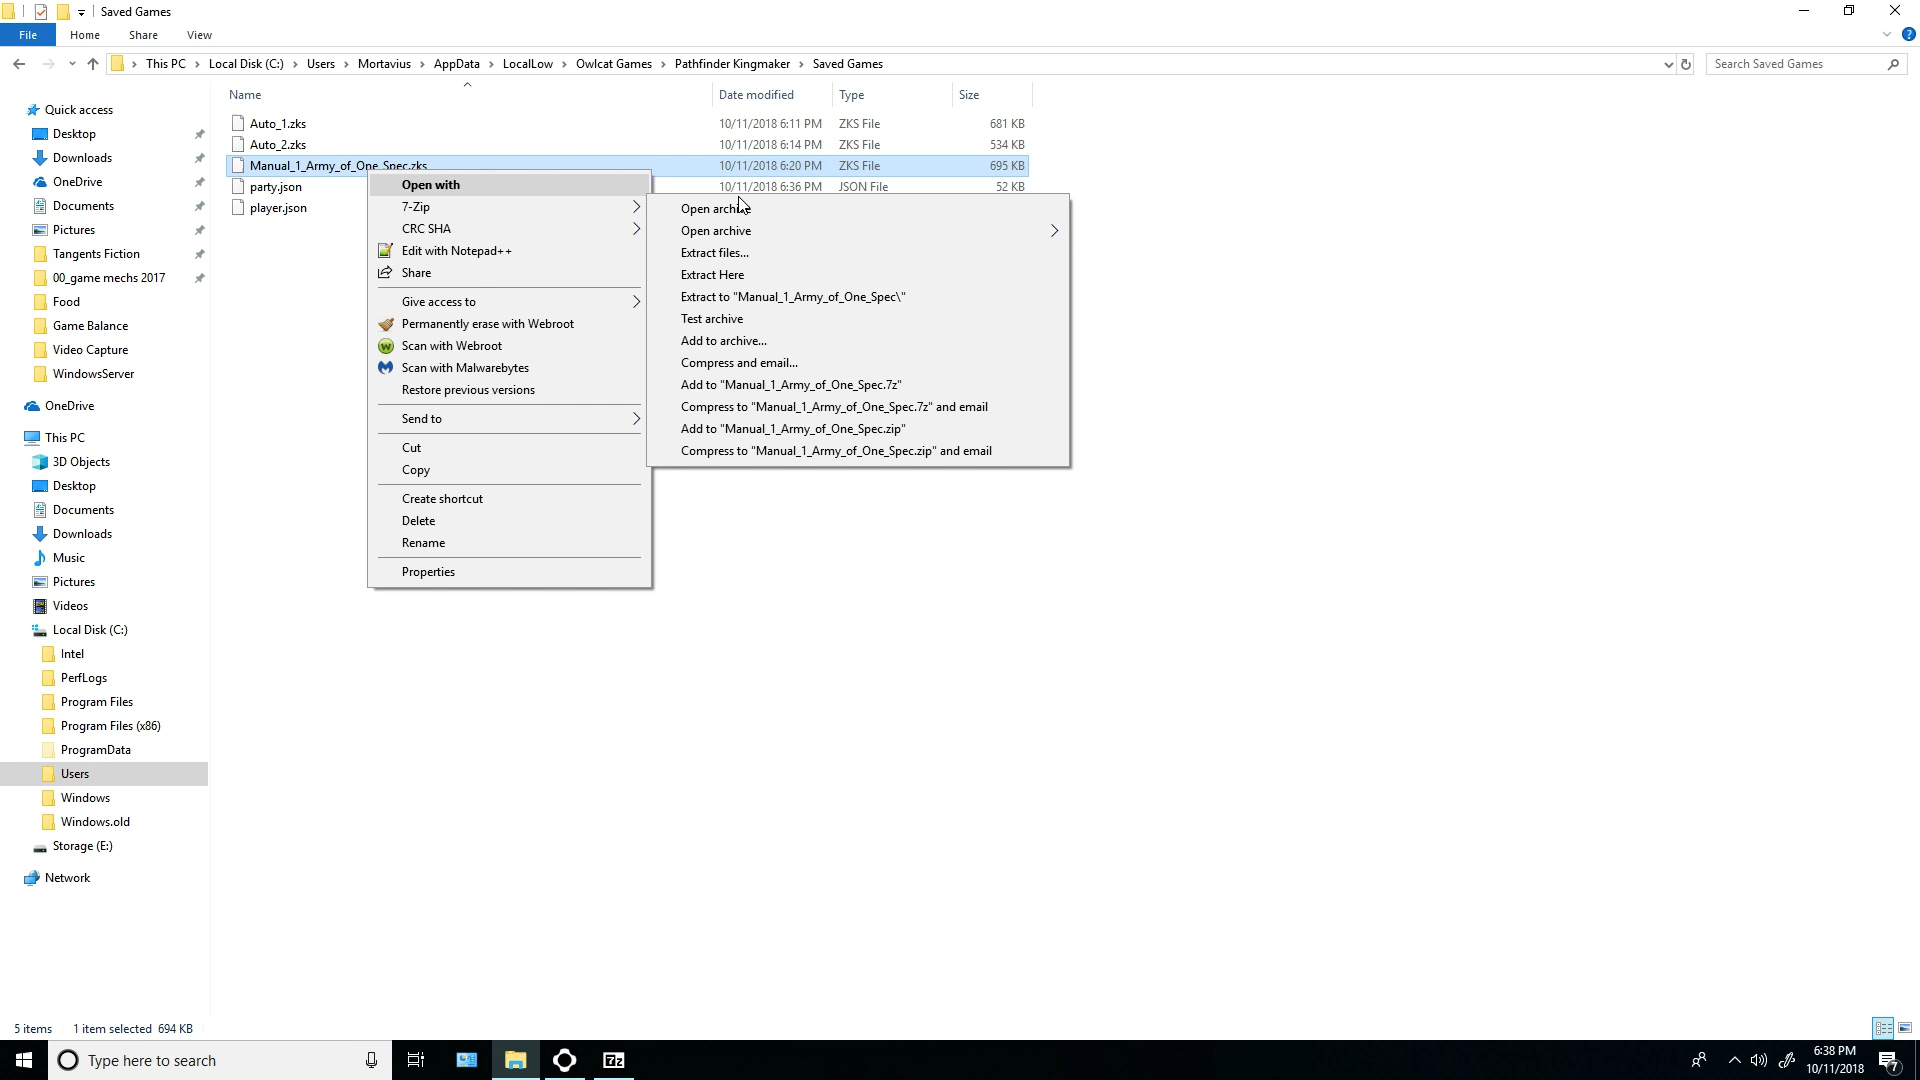 Saved Games
File Home Share View
This PC Local Disk (C:) Users Mortavius AppData LocalLow Owlcat Games Pathfinder Kingmaker Saved Games
Search Saved Games
Name Date modified Type Size
Auto_1.zks 10/11/2018 6:11 PM ZKS File 681 KB
Auto_2.zks 10/11/2018 6:14 PM ZKS File 534 KB
Manual_1_Army_of_One_Spec.zks 10/11/2018 6:20 PM ZKS File 695 KB
party.json 10/11/2018 6:36 PM JSON File 52 KB
player.json
Open with
7-Zip
CRC SHA
Edit with Notepad++
Share
Give access to
Permanently erase with Webroot
Scan with Webroot
Scan with Malwarebytes
Restore previous versions
Send to
Cut
Copy
Create shortcut
Delete
Rename
Properties
Open archive
Open archive
Extract files...
Extract Here
Extract to "Manual_1_Army_of_One_Spec\"
Test archive
Add to archive...
Compress and email...
Add to "Manual_1_Army_of_One_Spec.7z"
Compress to "Manual_1_Army_of_One_Spec.7z" and email
Add to "Manual_1_Army_of_One_Spec.zip"
Compress to "Manual_1_Army_of_One_Spec.zip" and email
Quick access
Desktop
Downloads
OneDrive
Documents
Pictures
Tangents Fiction
00_game mechs 2017
Food
Game Balance
Video Capture
WindowsServer
OneDrive
This PC
3D Objects
Desktop
Documents
Downloads
Music
Pictures
Videos
Local Disk (C:)
Intel
PerfLogs
Program Files
Program Files (x86)
ProgramData
Users
Windows
Windows.old
Storage (E:)
Network
5 items 1 item selected 694 KB
Type here to search
7z
6:38 PM
10/11/2018
7